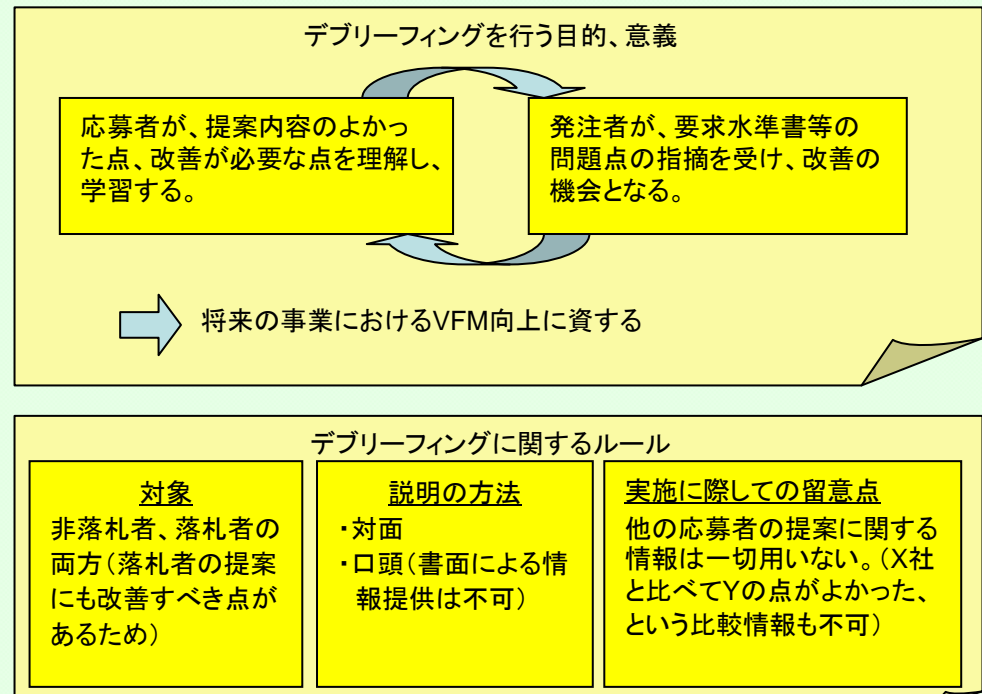 デブリーフィングを行う目的、意義
応募者が、提案内容のよかっ
た点、改善が必要な点を理解し、
学習する。
発注者が、要求水準書等の
問題点の指摘を受け、改善の
機会となる。
将来の事業におけるVFM向上に資する
デブリーフィングに関するルール
対象
非落札者、落札者の
両方(落札者の提案
にも改善すべき点が
あるため)
説明の方法
・対面
・口頭(書面による情
報提供は不可)
実施に際しての留意点
他の応募者の提案に関する
情報は一切用いない。(X社
と比べてYの点がよかった、
という比較情報も不可)